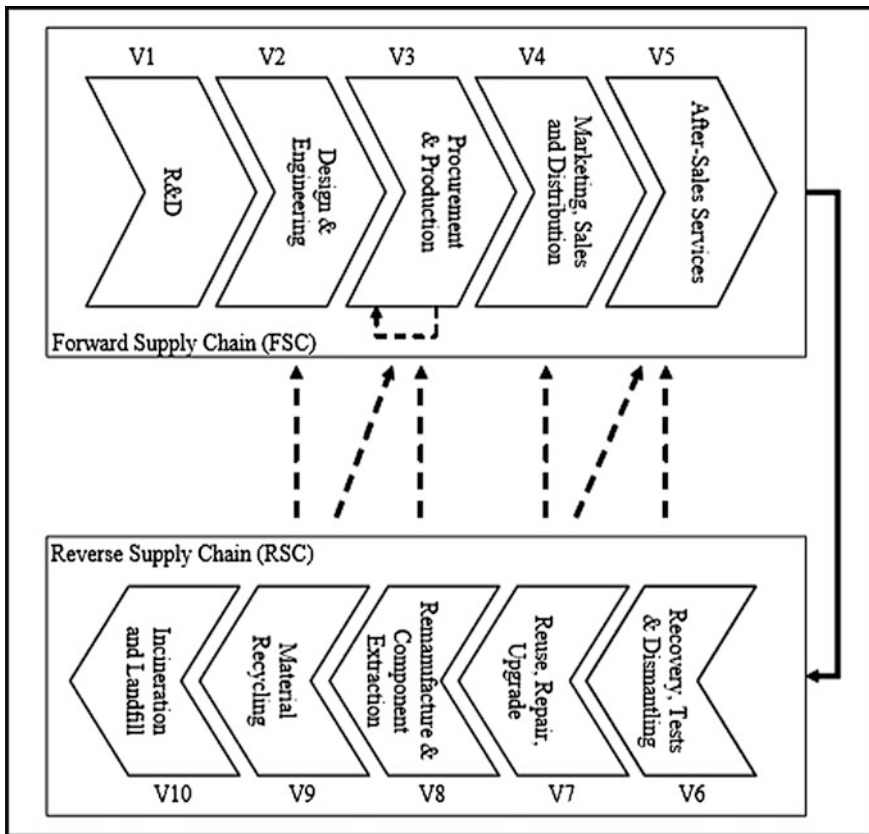 V1
V2
V3
V4
V5
R&D
Design &
Engineering
Procurement
& Production
Marketing, Sales
and Distribution
After-Sales Services
Forward Supply Chain (FSC)
Reverse Supply Chain (RSC)
Incineration
and Landfill
Material
Recycling
Remanufacture &
Component
Extraction
Reuse, Repair,
Upgrade
Recovery, Tests
& Dismantling
V10
V9
V8
V7
V6